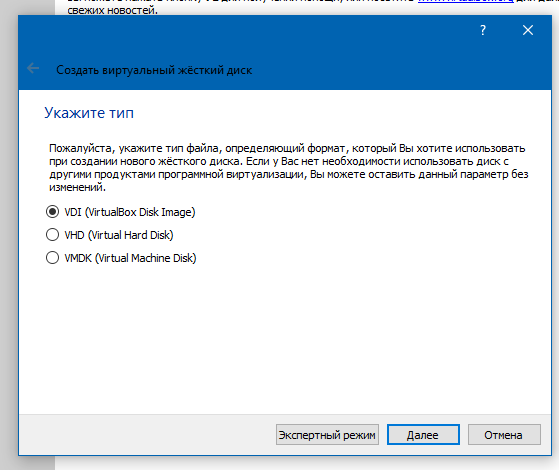 свежих новостей.
?
Создать виртуальный жёсткий диск
Укажите тип
Пожалуйста, укажите тип файла, определяющий формат, который Вы хотите использовать
при создании нового жёсткого диска. Если у Вас нет необходимости использовать диск с
другими продуктами программной виртуализации, Вы можете оставить данный параметр без
изменений.
VDI (VirtualBox Disk Image)
VHD (Virtual Hard Disk)
VMDK (Virtual Machine Disk)
Экспертный режим
Далее
Отмена